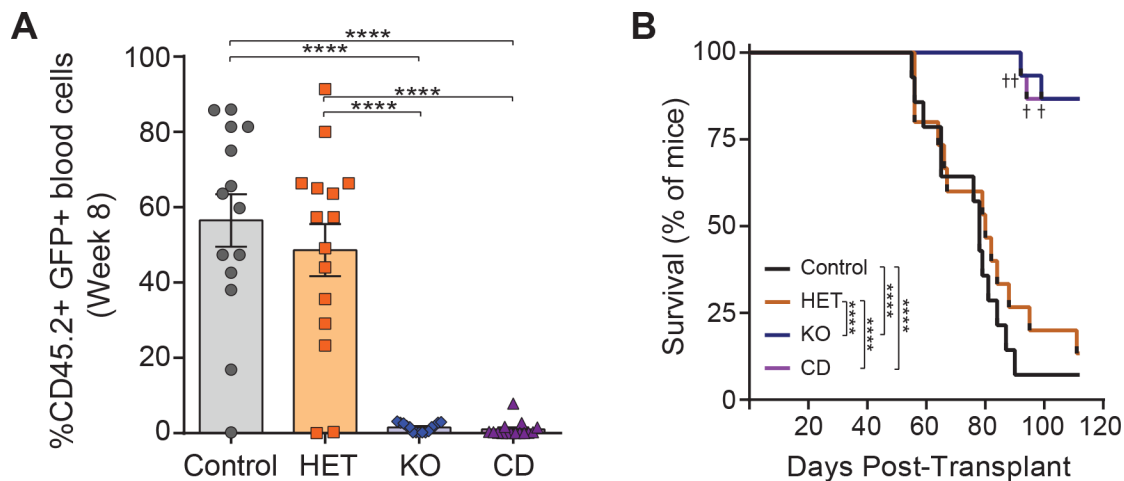 A
%CD45.2+ GFP+ blood cells
(Week 8)
100
80
60
40
20
0
****
****
****
****
Control
HET
KO
CD
B
Survival (% of mice)
100
75
50
25
0
††
† †
Control
HET
KO
CD
****
****
****
****
20
40
60
80
100
120
Days Post-Transplant